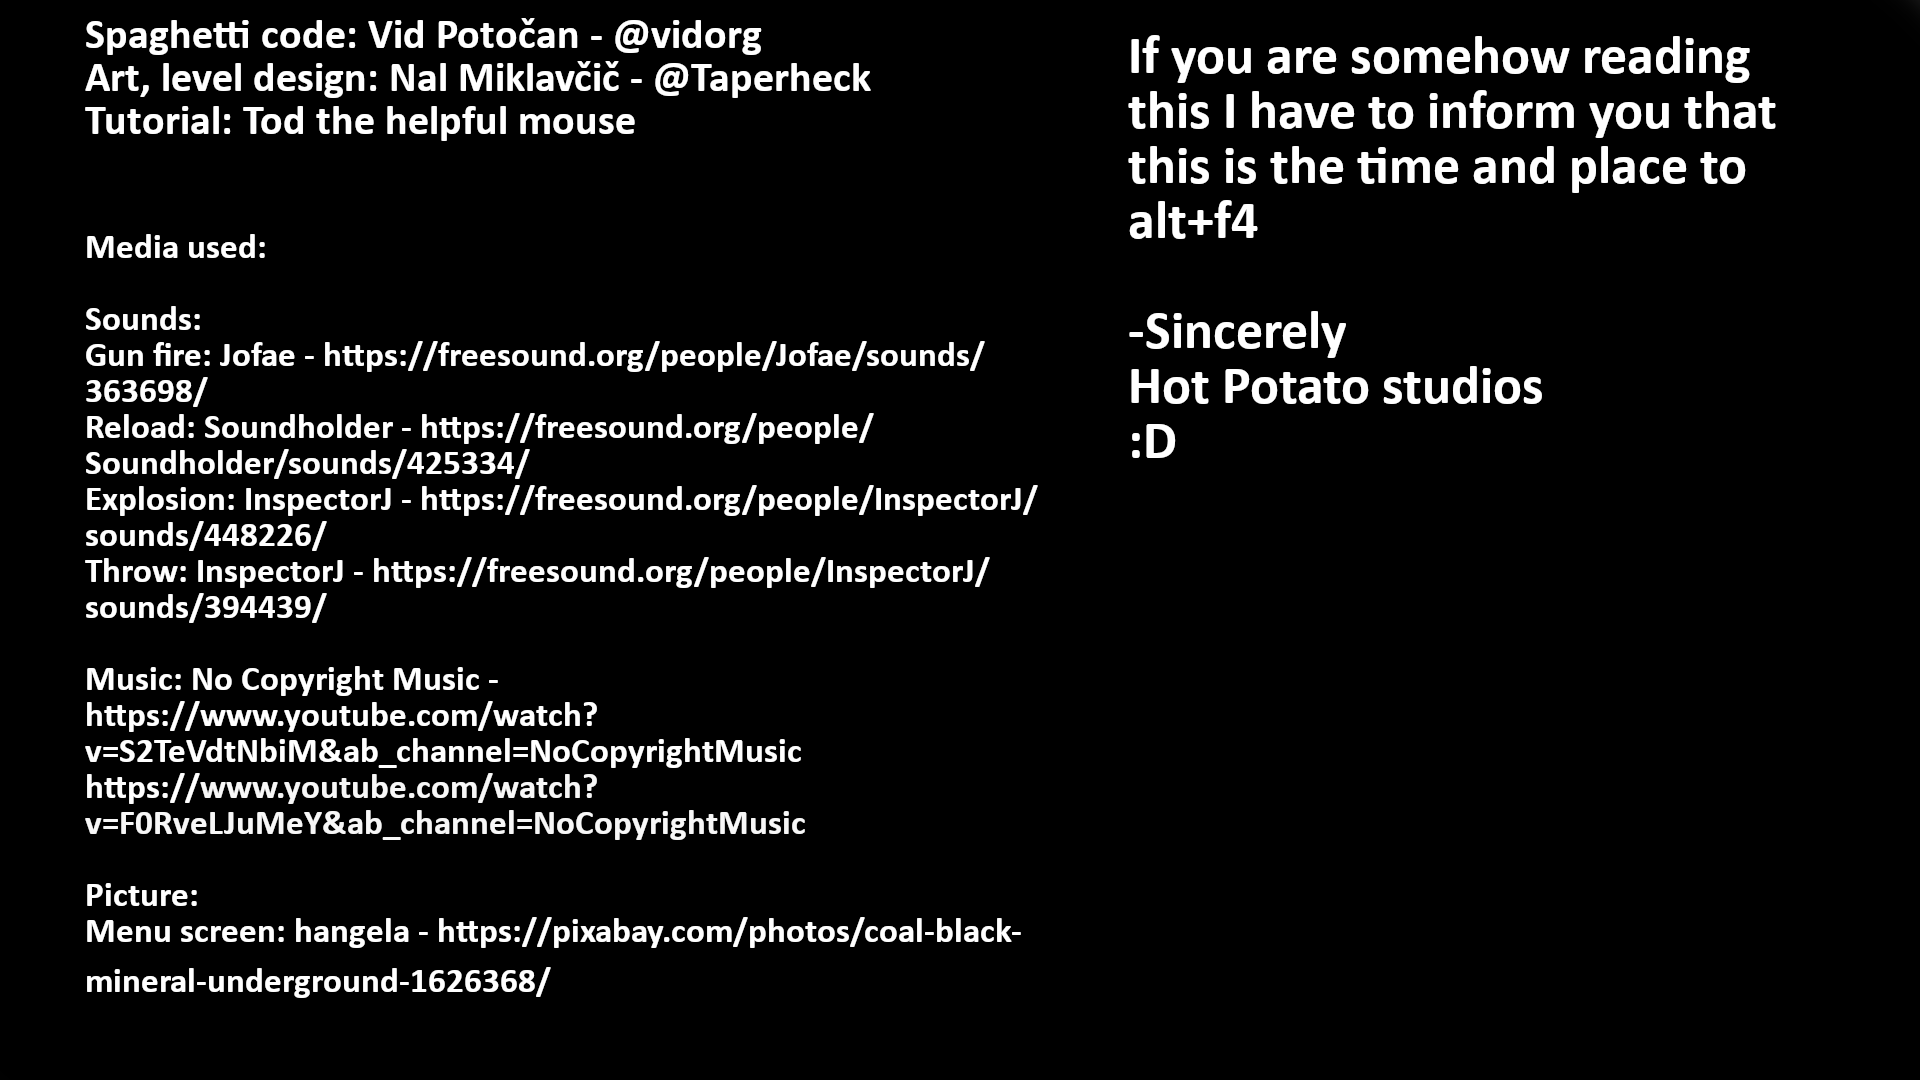 Spaghetti code: Vid Potočan - @vidorg
Art, level design: Nal Miklavčič - @Taperheck
Tutorial: Tod the helpful mouse
Media used:
Sounds:
Gun fire: Jofae - https://freesound.org/people/Jofae/sounds/
363698/
Reload: Soundholder - https://freesound.org/people/
Soundholder/sounds/425334/
Explosion: InspectorJ - https://freesound.org/people/InspectorJ/
sounds/448226/
Throw: InspectorJ - https://freesound.org/people/InspectorJ/
sounds/394439/
Music: No Copyright Music -
https://www.youtube.com/watch?
v=S2TeVdtNbiM&ab_channel=NoCopyrightMusic
https://www.youtube.com/watch?
v=F0RveLJuMeY&ab_channel=NoCopyrightMusic
Picture:
Menu screen: hangela - https://pixabay.com/photos/coal-black-
mineral-underground-1626368/
If you are somehow reading
this I have to inform you that
this is the time and place to
alt+f4
-Sincerely
Hot Potato studios
:D